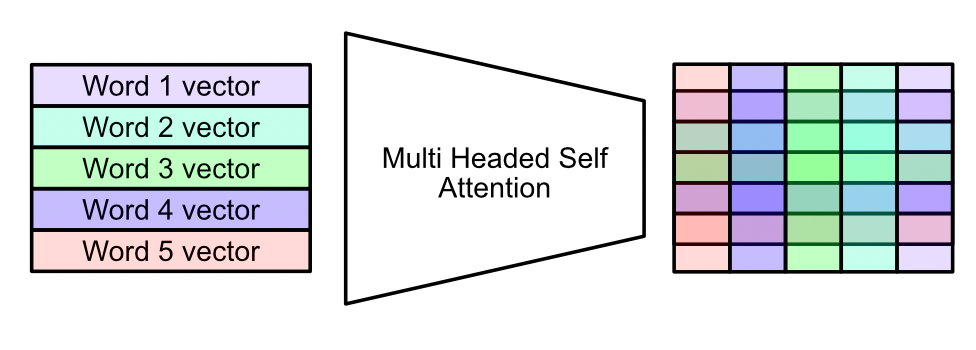 Word 1 vector
Word 2 vector
Word 3 vector
Word 4 vector
Word 5 vector
Multi Headed Self
Attention